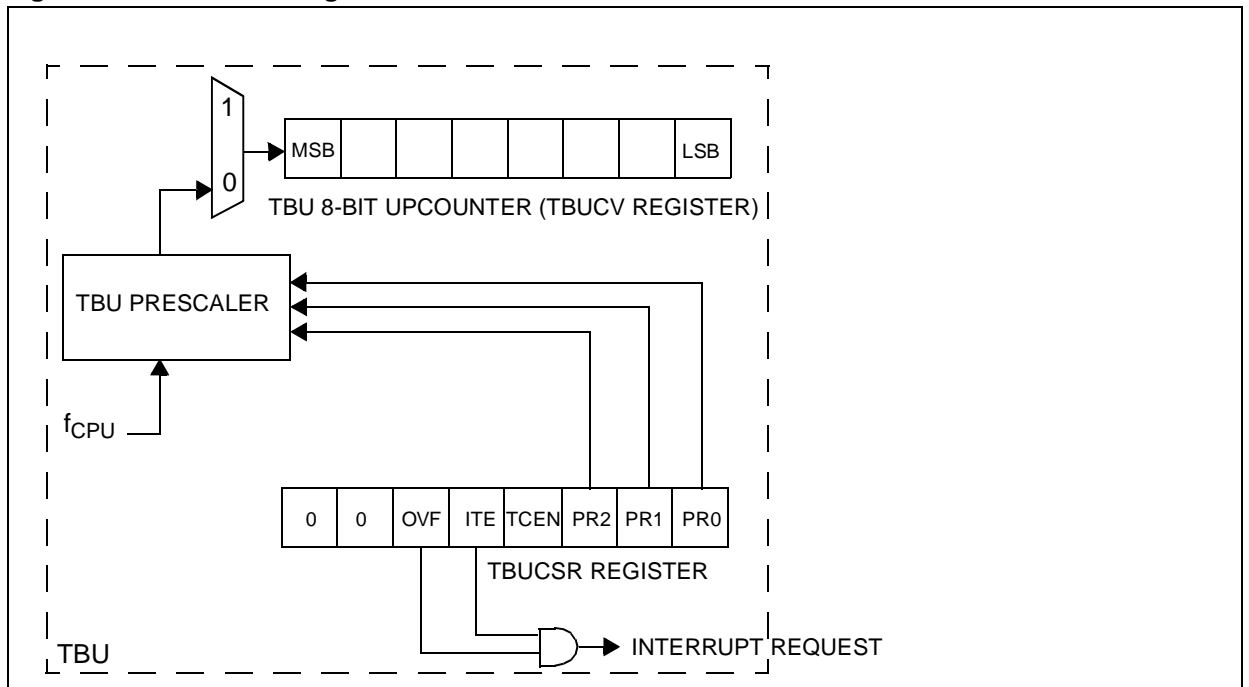 1
MSB
LSB
0
TBU 8-BIT UPCOUNTER (TBUCV REGISTER)
TBU PRESCALER
fCPU
0 0 OVF ITE TCEN PR2 PR1 PR0
TBUCSR REGISTER
INTERRUPT REQUEST
TBU